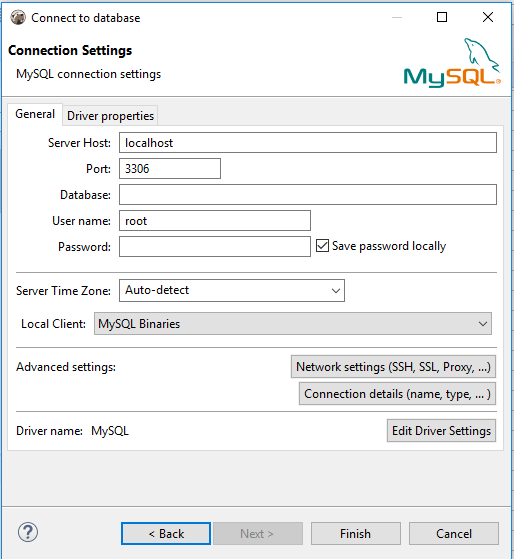 Connect to database
Connection Settings
MySQL connection settings
MySQL®
General Driver properties
Server Host: localhost
Port: 3306
Database:
User name: root
Password: Save password locally
Server Time Zone: Auto-detect
Local Client: MySQL Binaries
Advanced settings: Network settings (SSH, SSL, Proxy, ...)
Connection details (name, type, ... )
Driver name: MySQL Edit Driver Settings
? < Back Next > Finish Cancel